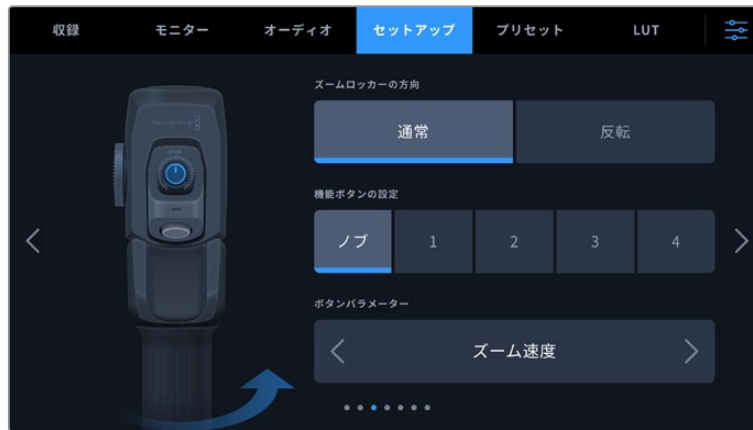 収録 モニター オーディオ セットアップ プリセット LUT
ズームロッカーの方向
通常 反転
機能ボタンの設定
ノブ 1 2 3 4
ボタンパラメーター
ズーム速度